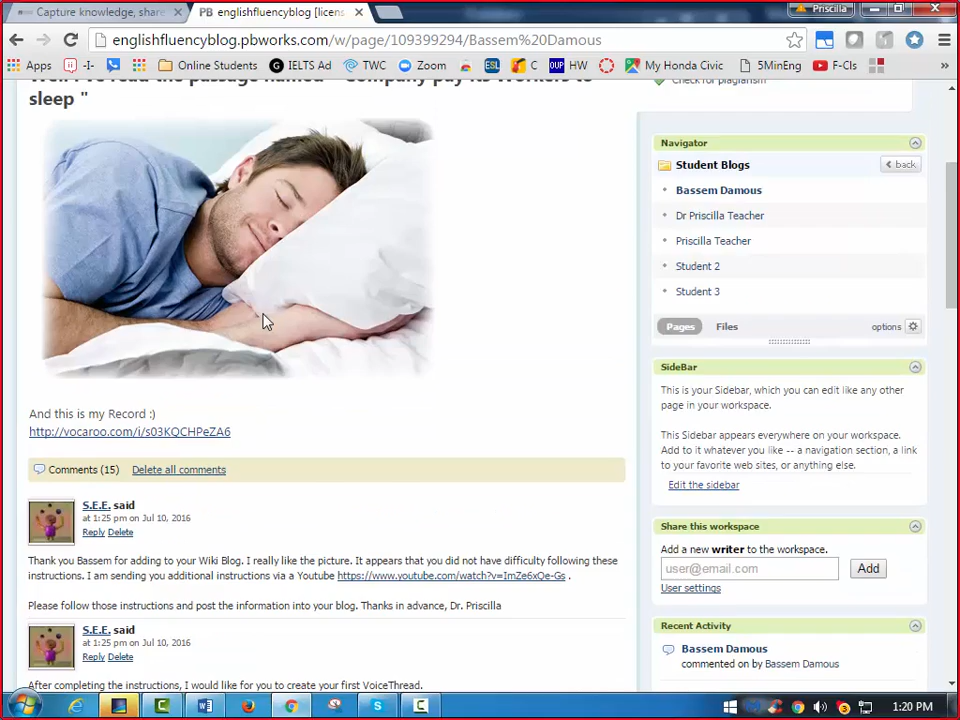 Capture knowledge, share
englishfluencyblog [licens
Priscilla
englishfluencyblog.pbworks.com/w/page/109399294/Bassem%20Damous
Apps
-I-
Online Students
IELTS Ad
TWC
Zoom
ESL
C
OUP HW
My Honda Civic
5MinEng
F-Cls
»
sleep "
Check for plagiarism
Navigator
Student Blogs
back
Bassem Damous
Dr Priscilla Teacher
Priscilla Teacher
Student 2
Student 3
Pages Files options
SideBar
This is your Sidebar, which you can edit like any other
page in your workspace.
This Sidebar appears everywhere on your workspace.
Add to it whatever you like -- a navigation section, a link
to your favorite web sites, or anything else.
Edit the sidebar
Share this workspace
Add a new writer to the workspace.
user@email.com Add
User settings
Recent Activity
Bassem Damous
commented on by Bassem Damous
And this is my Record :)
http://vocaroo.com/i/s03KQCHPeZA6
Comments (15) Delete all comments
S.E.E. said
at 1:25 pm on Jul 10, 2016
Reply Delete
Thank you Bassem for adding to your Wiki Blog. I really like the picture. It appears that you did not have difficulty following these
instructions. I am sending you additional instructions via a Youtube https://www.youtube.com/watch?v=ImZe6xQe-Gs .
Please follow those instructions and post the information into your blog. Thanks in advance, Dr. Priscilla
S.E.E. said
at 1:25 pm on Jul 10, 2016
Reply Delete
After completing the instructions, I would like for you to create your first VoiceThread.
1:20 PM